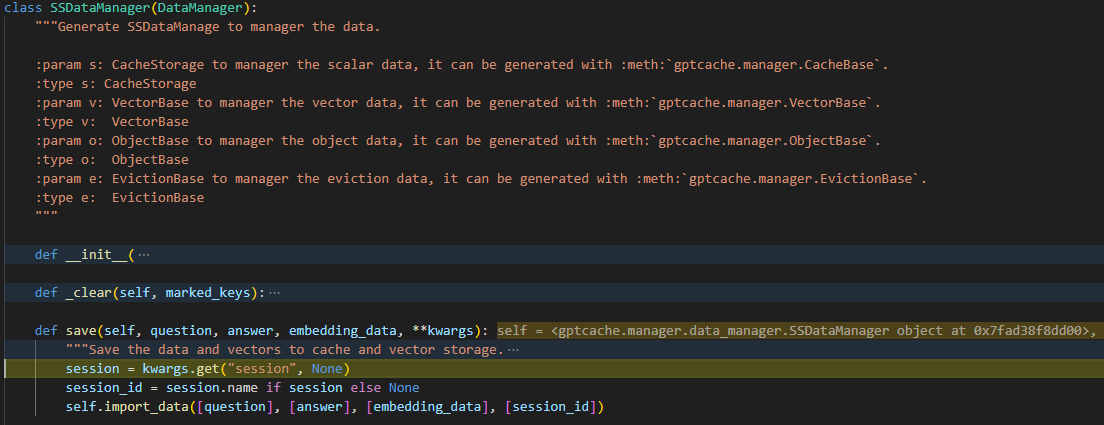 class SSDataManager(DataManager):
    """Generate SSDataManage to manager the data.

    :param s: CacheStorage to manager the scalar data, it can be generated with :meth:`gptcache.manager.CacheBase`.
    :type s: CacheStorage
    :param v: VectorBase to manager the vector data, it can be generated with :meth:`gptcache.manager.VectorBase`.
    :type v:  VectorBase
    :param o: ObjectBase to manager the object data, it can be generated with :meth:`gptcache.manager.ObjectBase`.
    :type o:  ObjectBase
    :param e: EvictionBase to manager the eviction data, it can be generated with :meth:`gptcache.manager.EvictionBase`.
    :type e:  EvictionBase
    """

    def __init__(···

    def _clear(self, marked_keys):···

    def save(self, question, answer, embedding_data, **kwargs): self = <gptcache.manager.data_manager.SSDataManager object at 0x7fad38f8dd00>,
        """Save the data and vectors to cache and vector storage.···
        session = kwargs.get("session", None)
        session_id = session.name if session else None
        self.import_data([question], [answer], [embedding_data], [session_id])